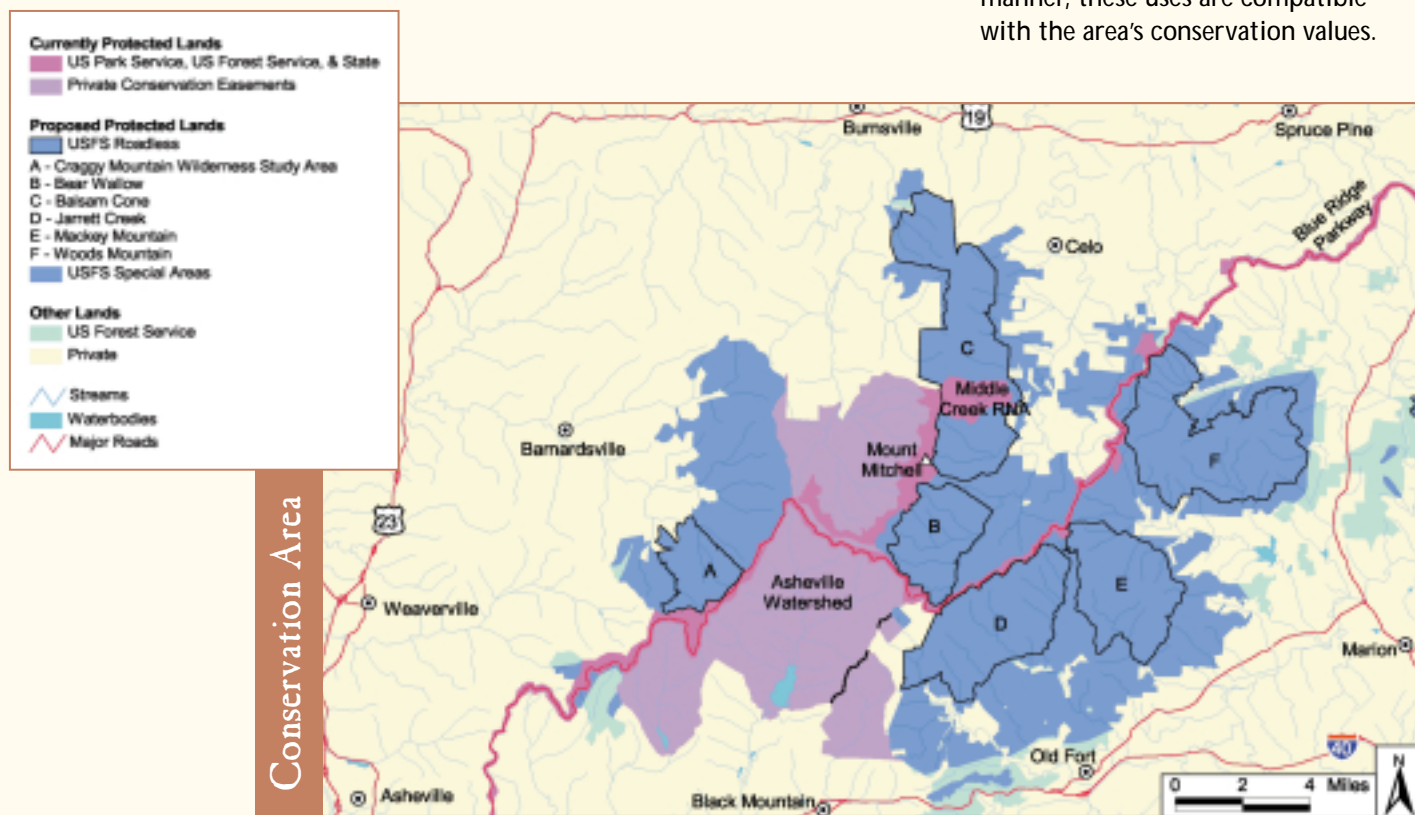 manner, these uses are compatible
with the area's conservation values.
Currently Protected Lands
US Park Service, US Forest Service, & State
Private Conservation Easements
Proposed Protected Lands
USFS Roadless
A - Craggy Mountain Wilderness Study Area
B - Bear Wallow
C - Balsam Cone
D - Jarrett Creek
E - Mackey Mountain
F - Woods Mountain
USFS Special Areas
Other Lands
US Forest Service
Private
Streams
Waterbodies
Major Roads
Conservation Area
Burnsville
19
Spruce Pine
Blue Ridge
Parkway
Celo
C
Middle
Creek RNA
Barnardsville
Mount
Mitchell
F
23
B
A
Asheville
Watershed
E
Weaverville
D
Marion
Old Fort
40
N
0 2 4 Miles
Asheville
Black Mountain